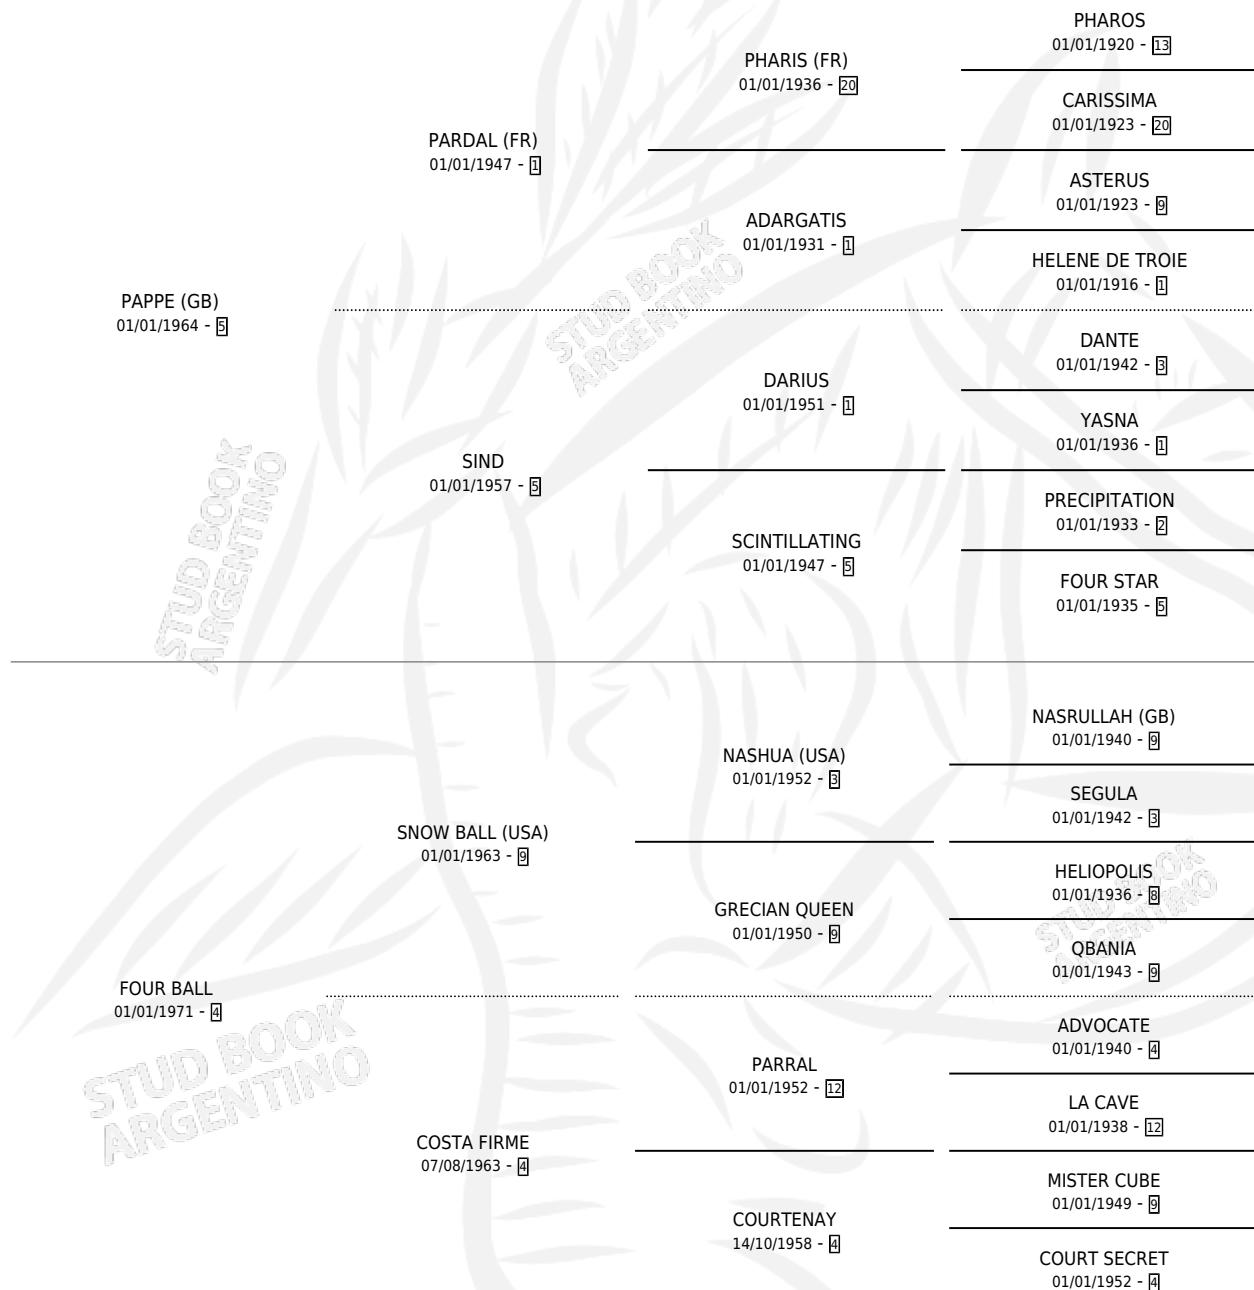 PHAROS
01/01/1920 - 13
PHARIS (FR)
01/01/1936 - 20
CARISSIMA
01/01/1923 - 20
PARDAL (FR)
01/01/1947 - 1
ASTERUS
01/01/1923 - 9
ADARGATIS
01/01/1931 - 1
HELENE DE TROIE
01/01/1916 - 1
PAPPE (GB)
01/01/1964 - 5
DANTE
01/01/1942 - 3
DARIUS
01/01/1951 - 1
YASNA
01/01/1936 - 1
SIND
01/01/1957 - 5
PRECIPITATION
01/01/1933 - 2
SCINTILLATING
01/01/1947 - 5
FOUR STAR
01/01/1935 - 5
STUD BOOK
ARGENTINO
STUD BOOK
ARGENTINO
NASRULLAH (GB)
01/01/1940 - 9
NASHUA (USA)
01/01/1952 - 3
SEGULA
01/01/1942 - 3
SNOW BALL (USA)
01/01/1963 - 9
HELIOPOLIS
01/01/1936 - 8
GRECIAN QUEEN
01/01/1950 - 9
QBANIA
01/01/1943 - 9
STUD BOOK
ARGENTINO
FOUR BALL
01/01/1971 - 4
ADVOCATE
01/01/1940 - 4
PARRAL
01/01/1952 - 12
LA CAVE
01/01/1938 - 12
STUD BOOK
ARGENTINO
COSTA FIRME
07/08/1963 - 4
MISTER CUBE
01/01/1949 - 9
COURTENAY
14/10/1958 - 4
COURT SECRET
01/01/1952 - 4